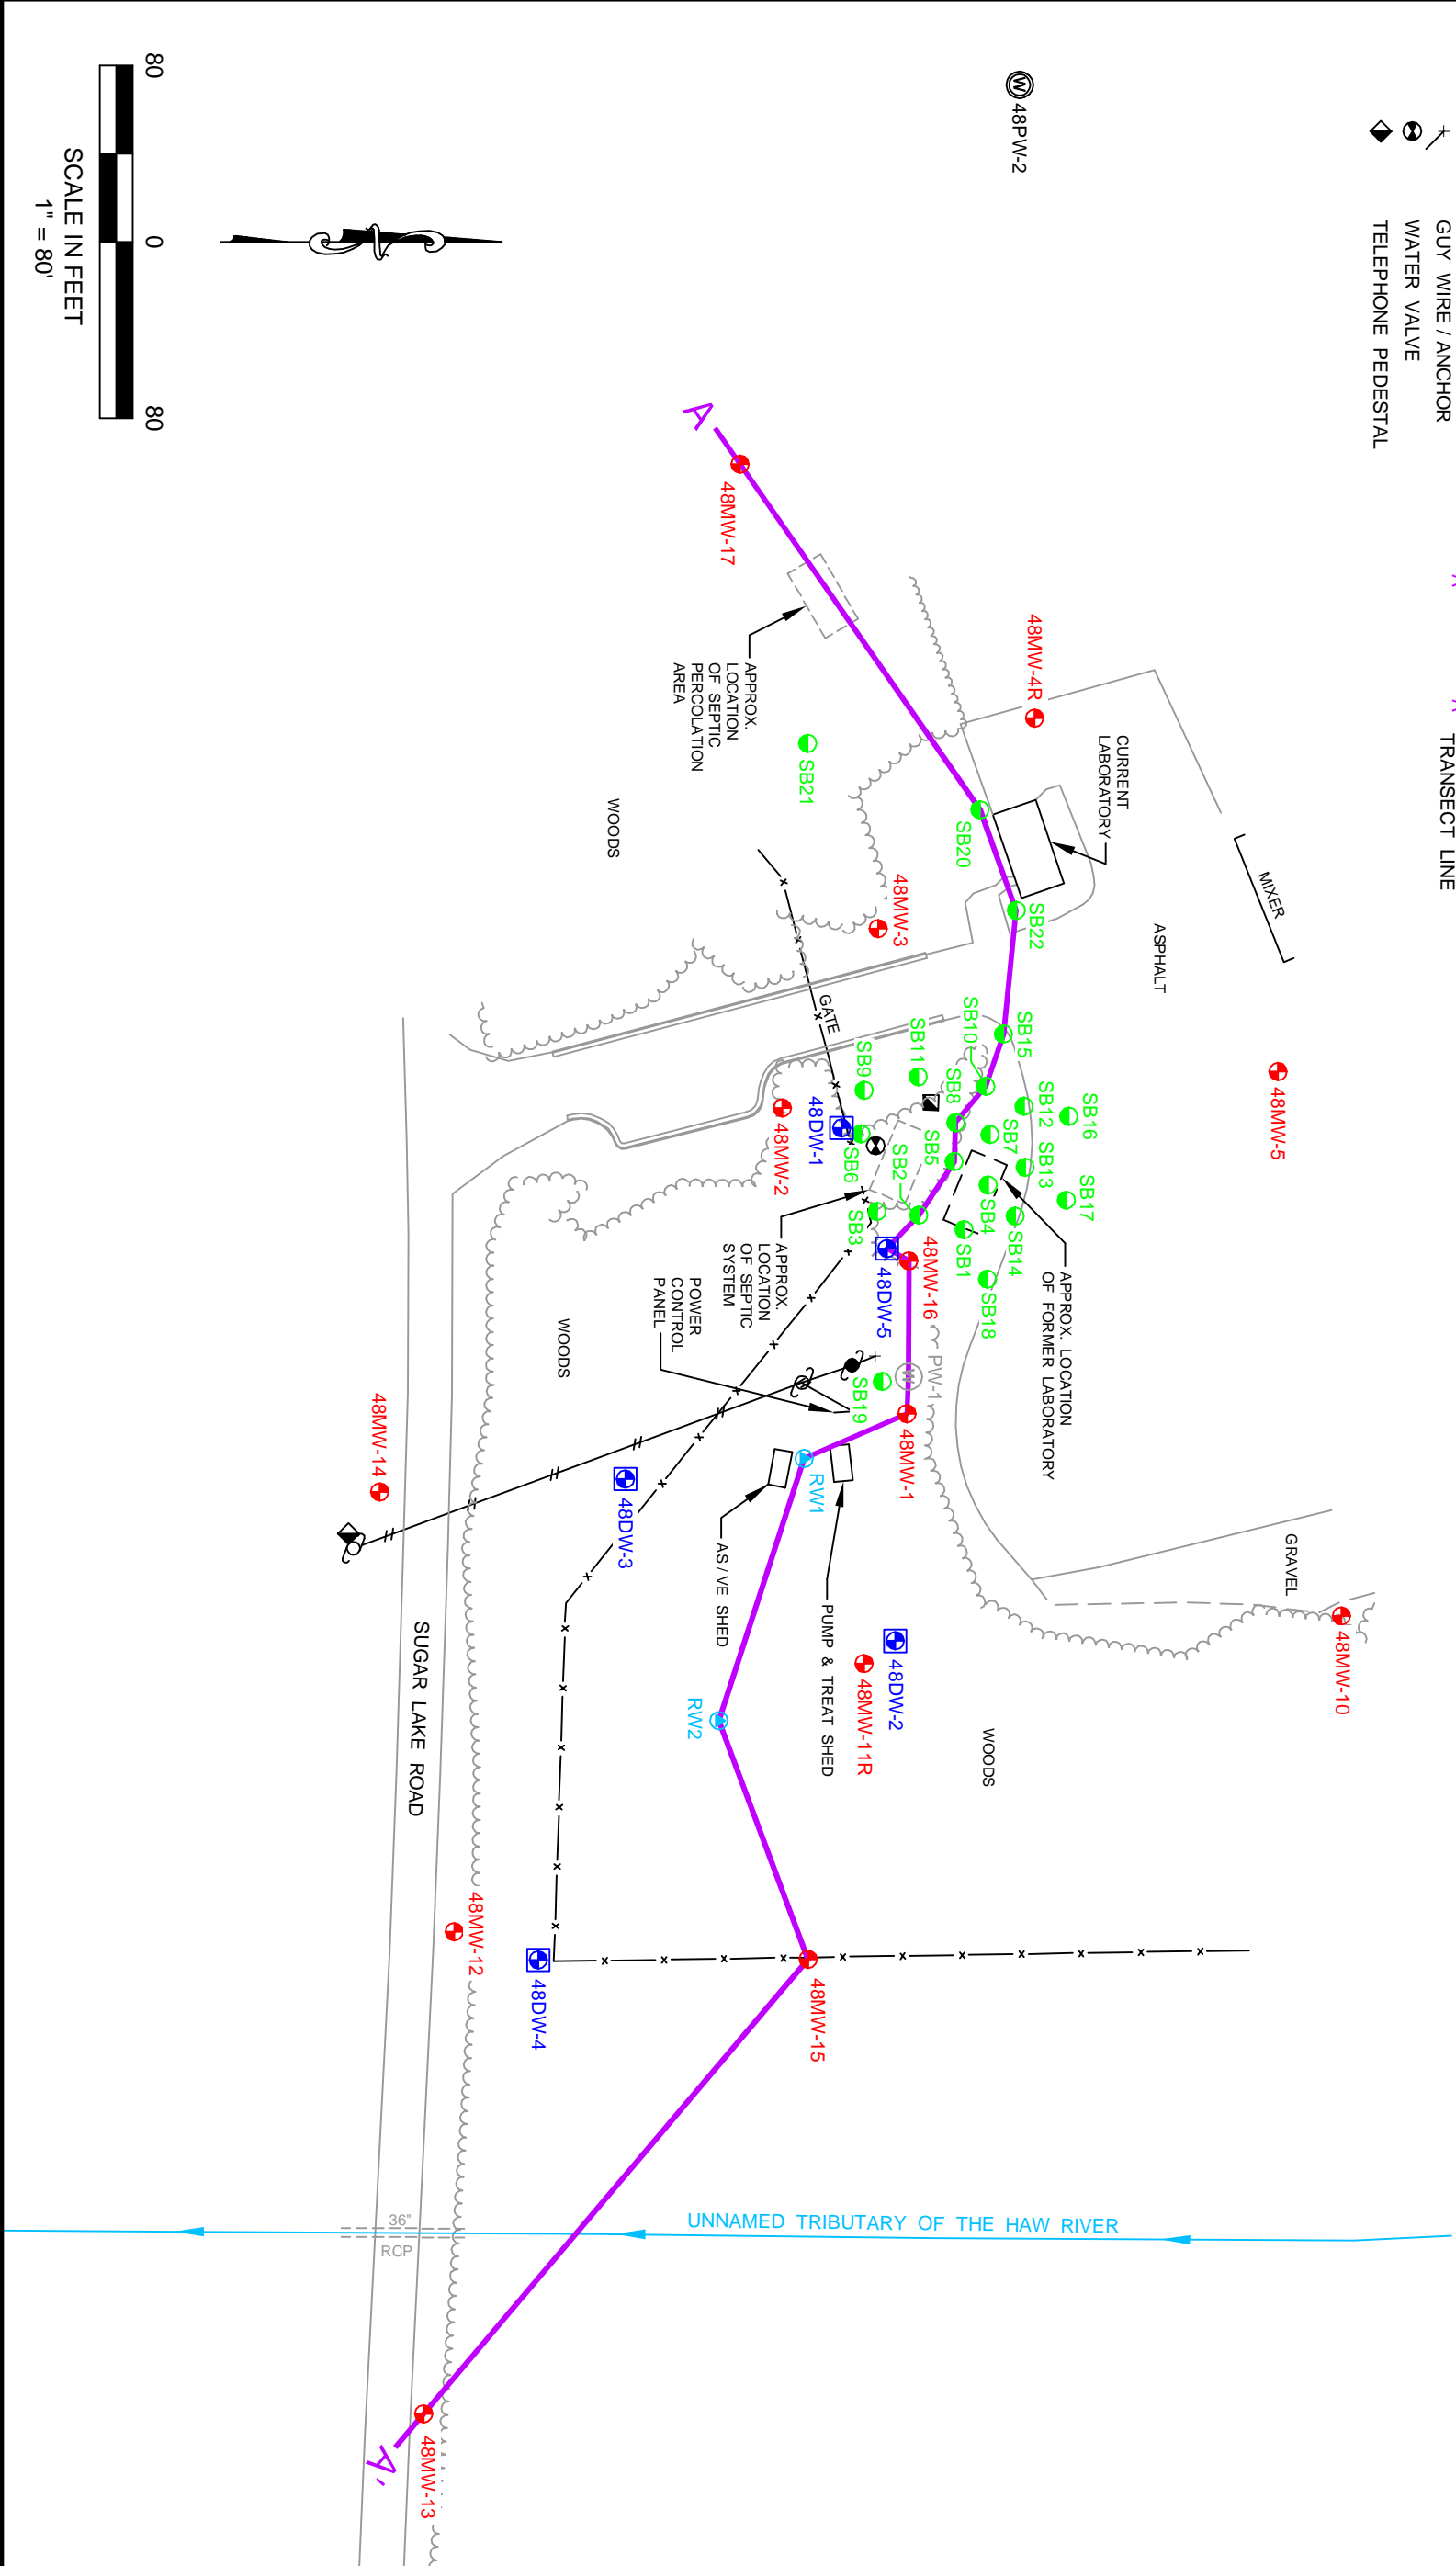 GUY WIRE / ANCHOR
WATER VALVE
TELEPHONE PEDESTAL
TRANSECT LINE
MIXER
48MW-5
48MW-10
GRAVEL
ASPHALT
CURRENT
LABORATORY
48MW-4R
W 48PW-2
SB16
SB17
SB12
SB13
SB14
SB22
SB15
SB7
SB4
SB18
SB10
SB20
SB1
SB8
SB5
SB11
SB2
SB9
SB6
SB3
SB19
SB21
APPROX. LOCATION
OF FORMER LABORATORY
48MW-16
W
PW-1
48MW-1
48DW-5
48MW-3
GATE
48DW-1
48MW-2
48DW-2
48MW-11R
WOODS
PUMP & TREAT SHED
RW1
AS / VE SHED
RW2
48MW-15
APPROX.
LOCATION
OF SEPTIC
SYSTEM
POWER
CONTROL
PANEL
APPROX.
LOCATION
OF SEPTIC
PERCOLATION
AREA
A
48MW-17
WOODS
WOODS
48DW-3
48DW-4
48MW-14
48MW-12
SUGAR LAKE ROAD
36"
RCP
UNNAMED TRIBUTARY OF THE HAW RIVER
48MW-13
A'
80
0
80
SCALE IN FEET
1" = 80'